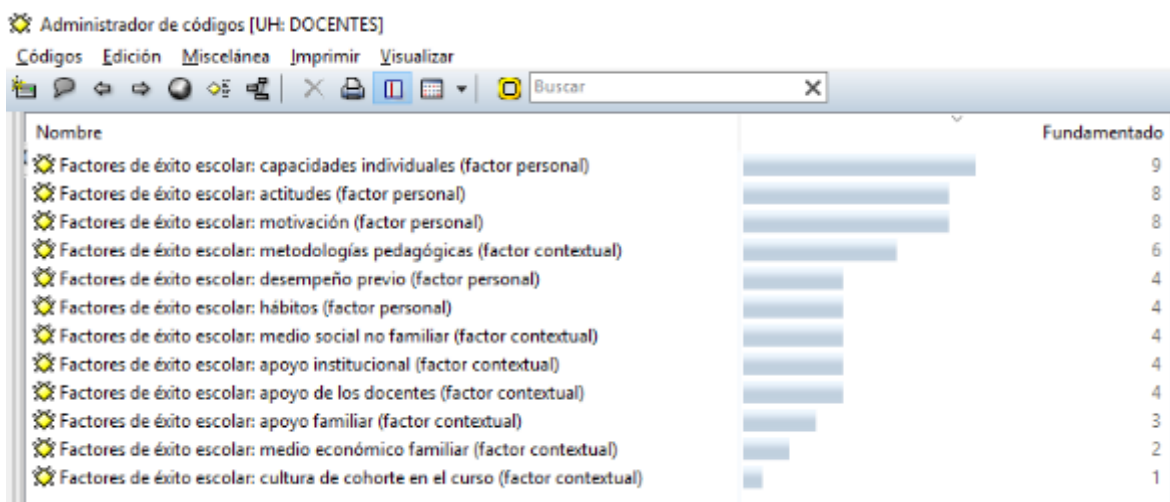 Administrador de códigos [UH: DOCENTES]
Códigos Edición Miscelánea Imprimir Visualizar
Buscar
Nombre Fundamentado
Factores de éxito escolar: capacidades individuales (factor personal) 9
Factores de éxito escolar: actitudes (factor personal) 8
Factores de éxito escolar: motivación (factor personal) 8
Factores de éxito escolar: metodologías pedagógicas (factor contextual) 6
Factores de éxito escolar: desempeño previo (factor personal) 4
Factores de éxito escolar: hábitos (factor personal) 4
Factores de éxito escolar: medio social no familiar (factor contextual) 4
Factores de éxito escolar: apoyo institucional (factor contextual) 4
Factores de éxito escolar: apoyo de los docentes (factor contextual) 4
Factores de éxito escolar: apoyo familiar (factor contextual) 3
Factores de éxito escolar: medio económico familiar (factor contextual) 2
Factores de éxito escolar: cultura de cohorte en el curso (factor contextual) 1